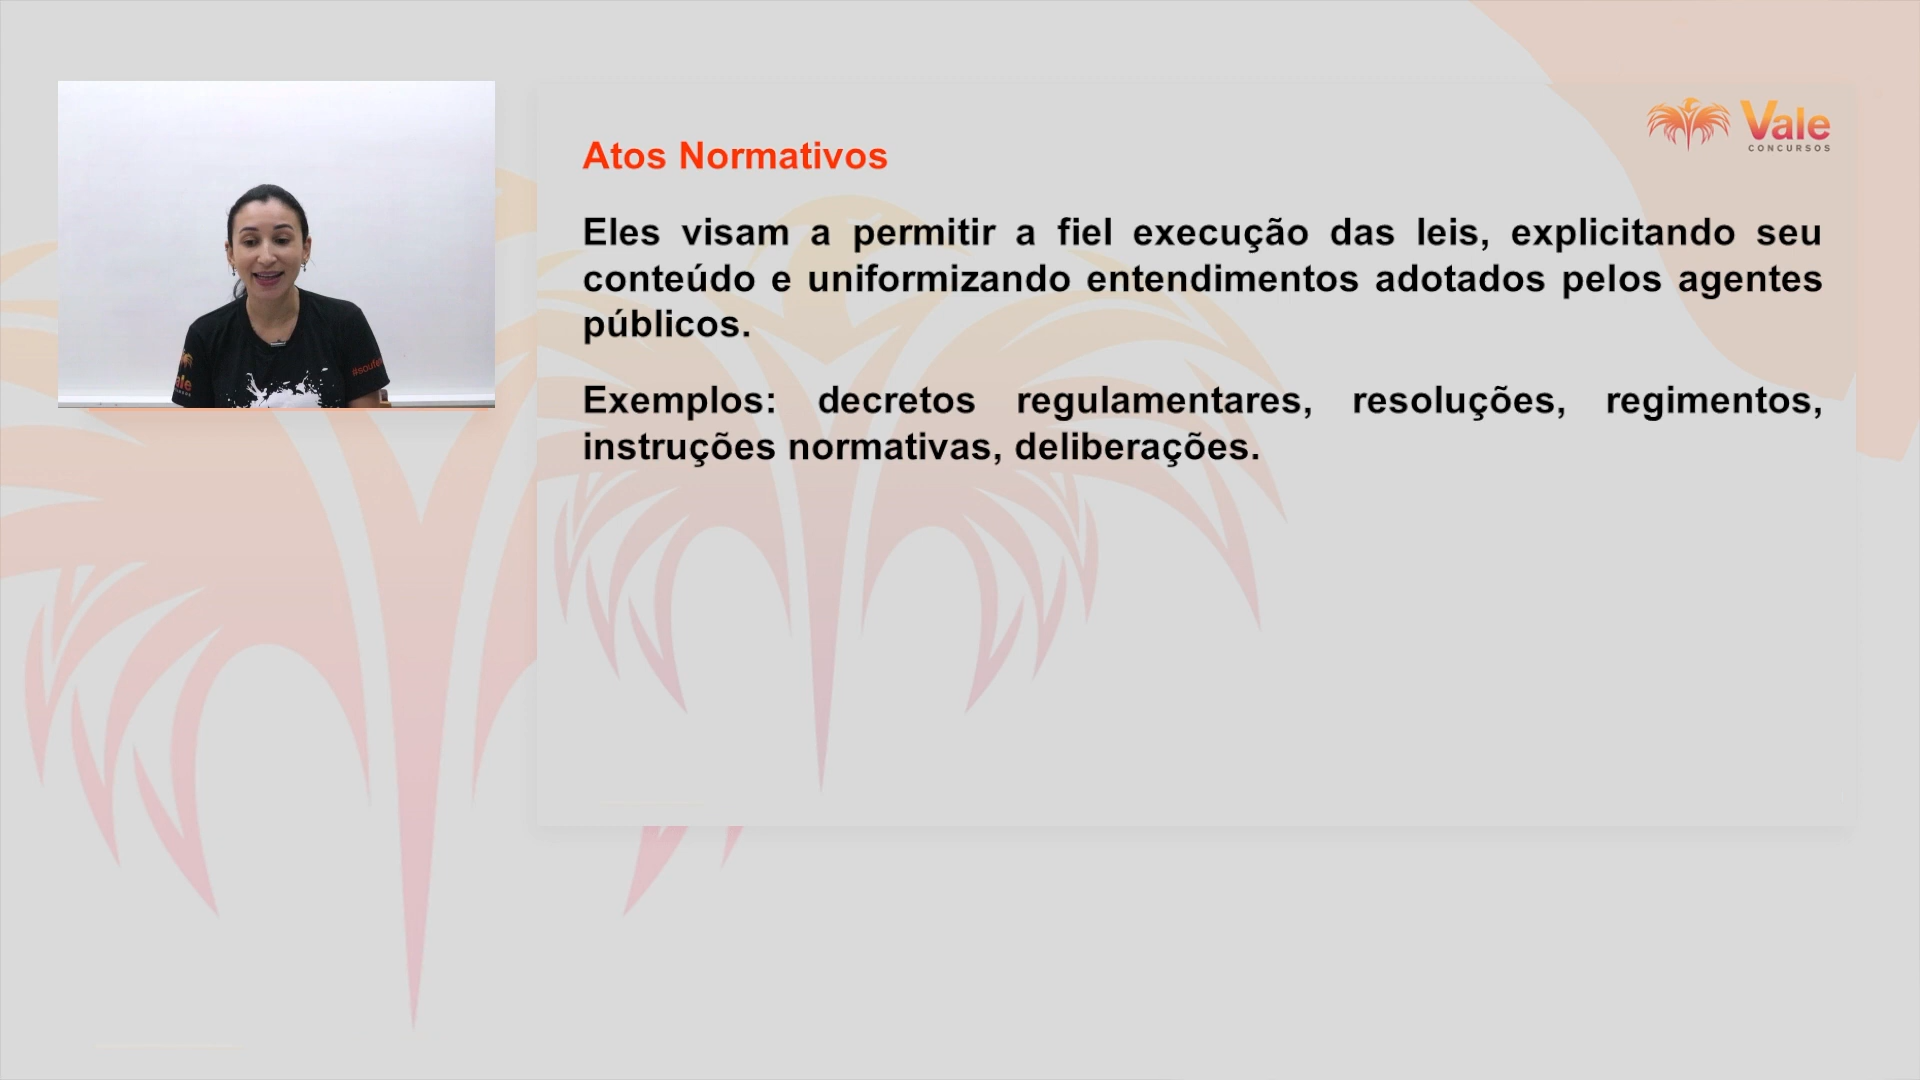 Vale
CONCURSOS
Atos Normativos
Eles visam a permitir a fiel execução das leis, explicitando seu
conteúdo e uniformizando entendimentos adotados pelos agentes
públicos.
Exemplos: decretos regulamentares, resoluções, regimentos,
instruções normativas, deliberações.